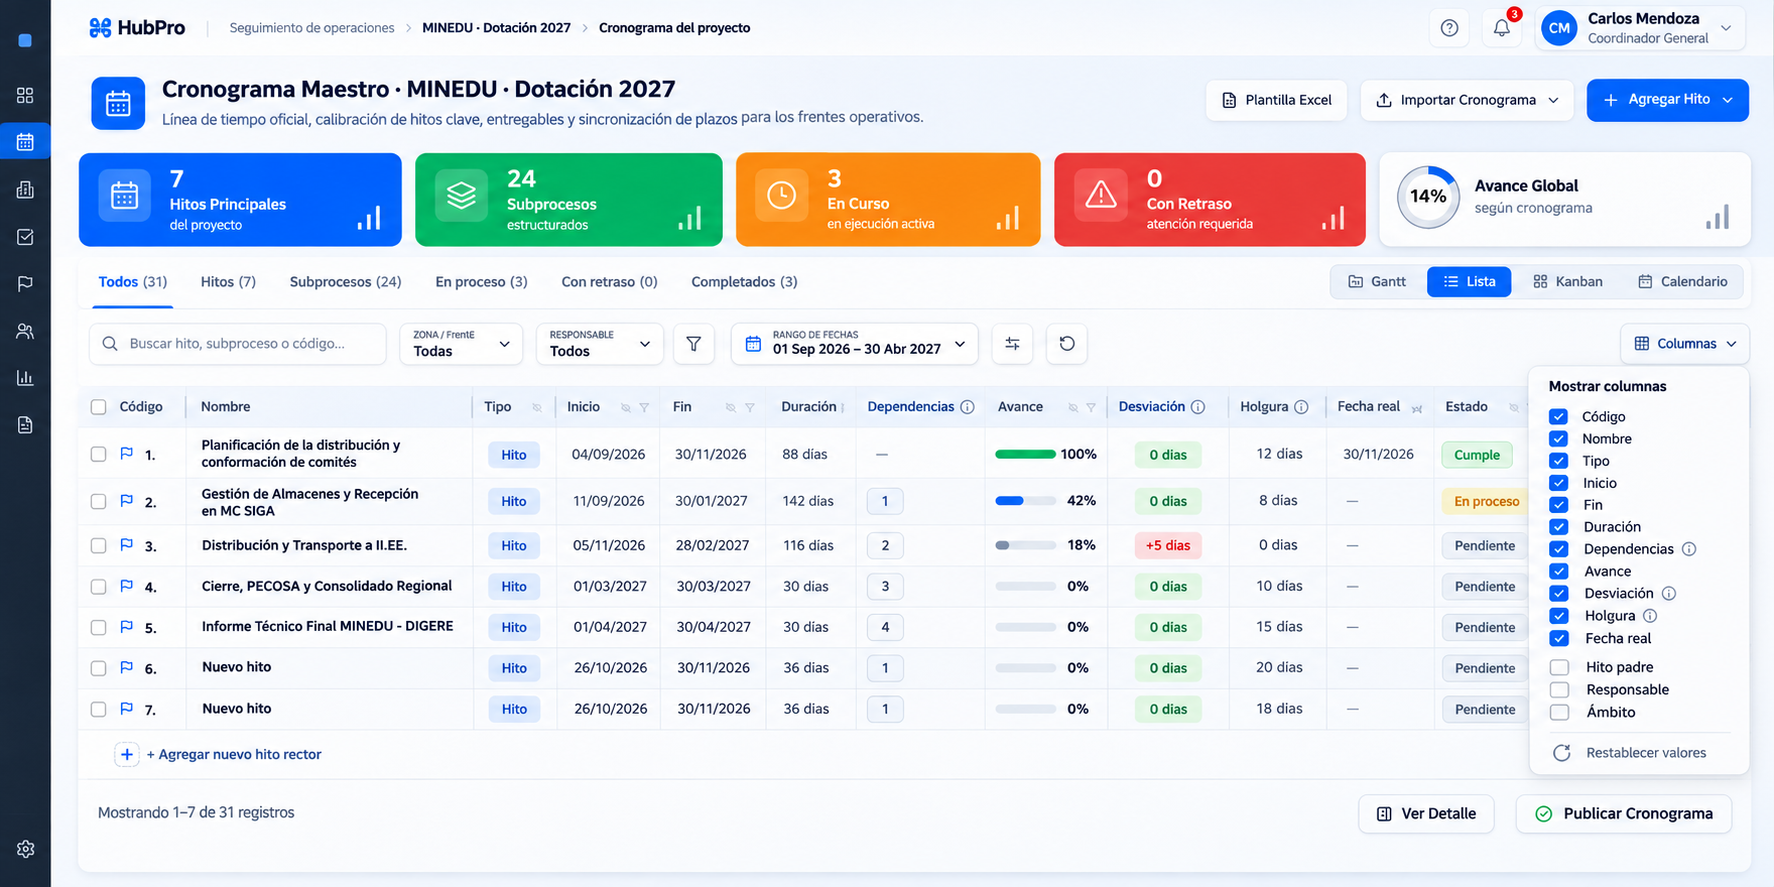 HubPro
Seguimiento de operaciones > MINEDU · Dotación 2027 > Cronograma del proyecto
3
CM
Carlos Mendoza
Coordinador General
Cronograma Maestro · MINEDU · Dotación 2027
Línea de tiempo oficial, calibración de hitos clave, entregables y sincronización de plazos para los frentes operativos.
Plantilla Excel
Importar Cronograma
+ Agregar Hito
7
Hitos Principales
del proyecto
24
Subprocesos
estructurados
3
En Curso
en ejecución activa
0
Con Retraso
atención requerida
14%
Avance Global
según cronograma
Todos (31) Hitos (7) Subprocesos (24) En proceso (3) Con retraso (0) Completados (3)
Gantt Lista Kanban Calendario
Buscar hito, subproceso o código...
ZONA / FrentE
Todas
RESPONSABLE
Todos
RANGO DE FECHAS
01 Sep 2026 – 30 Abr 2027
Columnas
Código Nombre Tipo Inicio Fin Duración Dependencias Avance Desviación Holgura Fecha real Estado
1. Planificación de la distribución y
conformación de comités
Hito 04/09/2026 30/11/2026 88 días — 100% 0 dias 12 días 30/11/2026 Cumple
2. Gestión de Almacenes y Recepción
en MC SIGA
Hito 11/09/2026 30/01/2027 142 días 1 42% 0 dias 8 días — En proceso
3. Distribución y Transporte a II.EE. Hito 05/11/2026 28/02/2027 116 días 2 18% +5 dias 0 días — Pendiente
4. Cierre, PECOSA y Consolidado Regional Hito 01/03/2027 30/03/2027 30 días 3 0% 0 dias 10 días — Pendiente
5. Informe Técnico Final MINEDU - DIGERE Hito 01/04/2027 30/04/2027 30 días 4 0% 0 dias 15 días — Pendiente
6. Nuevo hito Hito 26/10/2026 30/11/2026 36 dias 1 0% 0 dias 20 días — Pendiente
7. Nuevo hito Hito 26/10/2026 30/11/2026 36 dias 1 0% 0 dias 18 días — Pendiente
+ + Agregar nuevo hito rector
Mostrar columnas
Código
Nombre
Tipo
Inicio
Fin
Duración
Dependencias
Avance
Desviación
Holgura
Fecha real
Hito padre
Responsable
Ámbito
Restablecer valores
Mostrando 1–7 de 31 registros
Ver Detalle
Publicar Cronograma